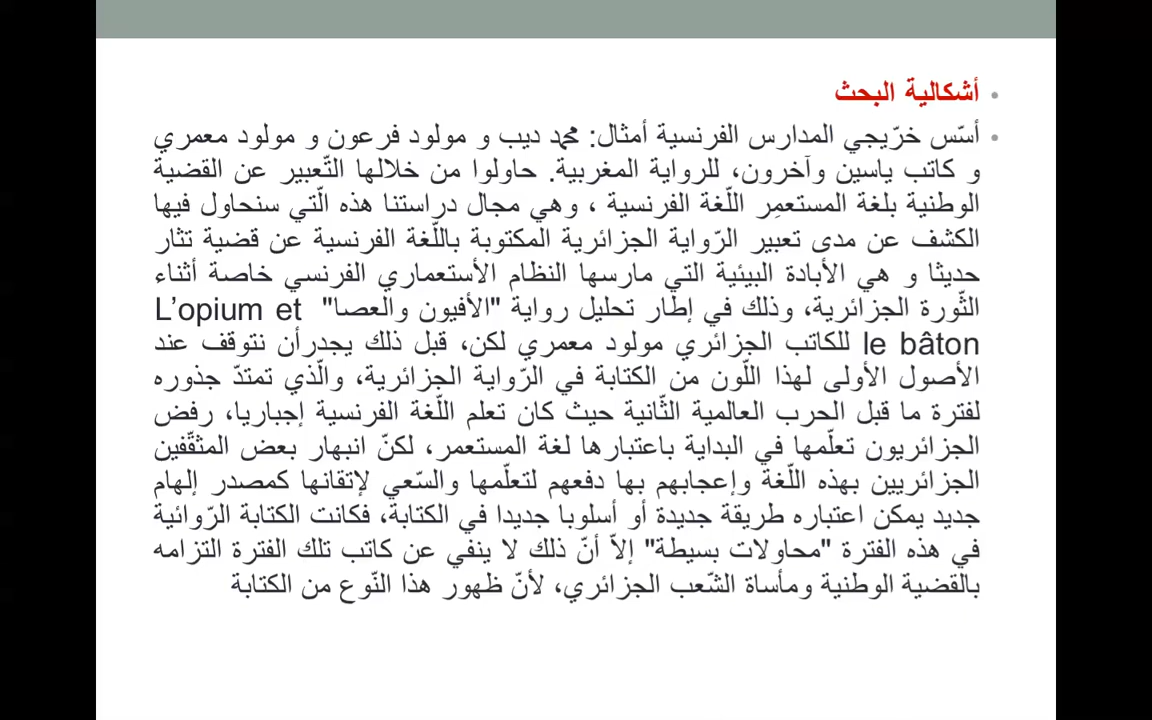 أشكالية البحث
أسّس خرّيجي المدارس الفرنسية أمثال: محمد ديب و مولود فرعون و مولود معمري
و كاتب ياسين وآخرون، للرواية المغربية. حاولوا من خلالها التّعبير عن القضية
الوطنية بلغة المستعمِر اللّغة الفرنسية ، وهي مجال دراستنا هذه الّتي سنحاول فيها
الكشف عن مدى تعبير الرّواية الجزائرية المكتوبة باللّغة الفرنسية عن قضية تثار
حديثا و هي الأبادة البيئية التي مارسها النظام الأستعماري الفرنسي خاصة أثناء
الثّورة الجزائرية، وذلك في إطار تحليل رواية "الأفيون والعصا" L’opium et
le bâton للكاتب الجزائري مولود معمري لكن، قبل ذلك يجدرأن نتوقف عند
الأصول الأولى لهذا اللّون من الكتابة في الرّواية الجزائرية، والّذي تمتدّ جذوره
لفترة ما قبل الحرب العالمية الثّانية حيث كان تعلم اللّغة الفرنسية إجباريا، رفض
الجزائريون تعلّمها في البداية باعتبارها لغة المستعمر، لكنّ انبهار بعض المثقّفين
الجزائريين بهذه اللّغة وإعجابهم بها دفعهم لتعلّمها والسّعي لإتقانها كمصدر إلهام
جديد يمكن اعتباره طريقة جديدة أو أسلوبا جديدا في الكتابة، فكانت الكتابة الرّوائية
في هذه الفترة "محاولات بسيطة" إلاّ أنّ ذلك لا ينفي عن كاتب تلك الفترة التزامه
بالقضية الوطنية ومأساة الشّعب الجزائري، لأنّ ظهور هذا النّوع من الكتابة